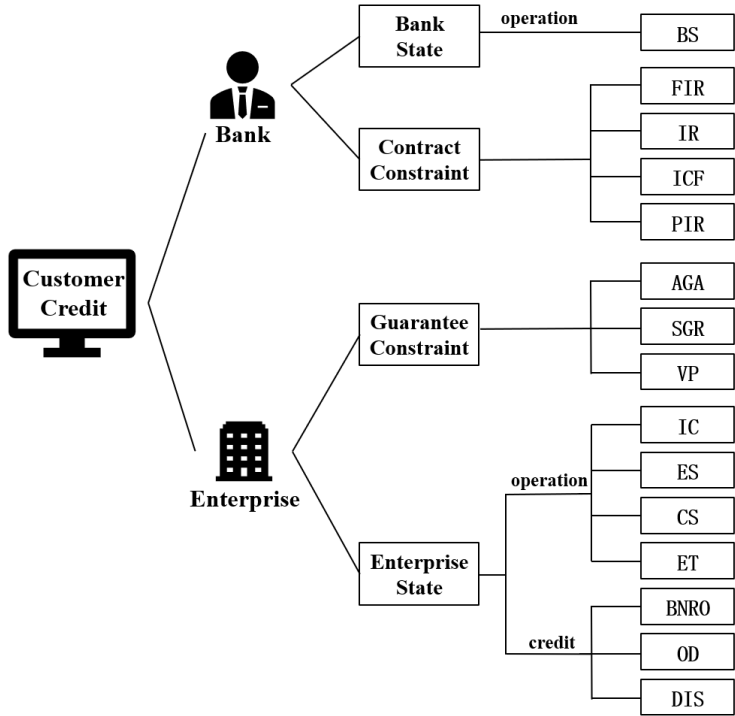 Bank
State
operation
BS
FIR
Bank
IR
Contract
Constraint
ICF
PIR
Customer
Credit
AGA
Guarantee
Constraint
SGR
VP
IC
Enterprise
operation
ES
CS
Enterprise
State
ET
BNRO
credit
OD
DIS